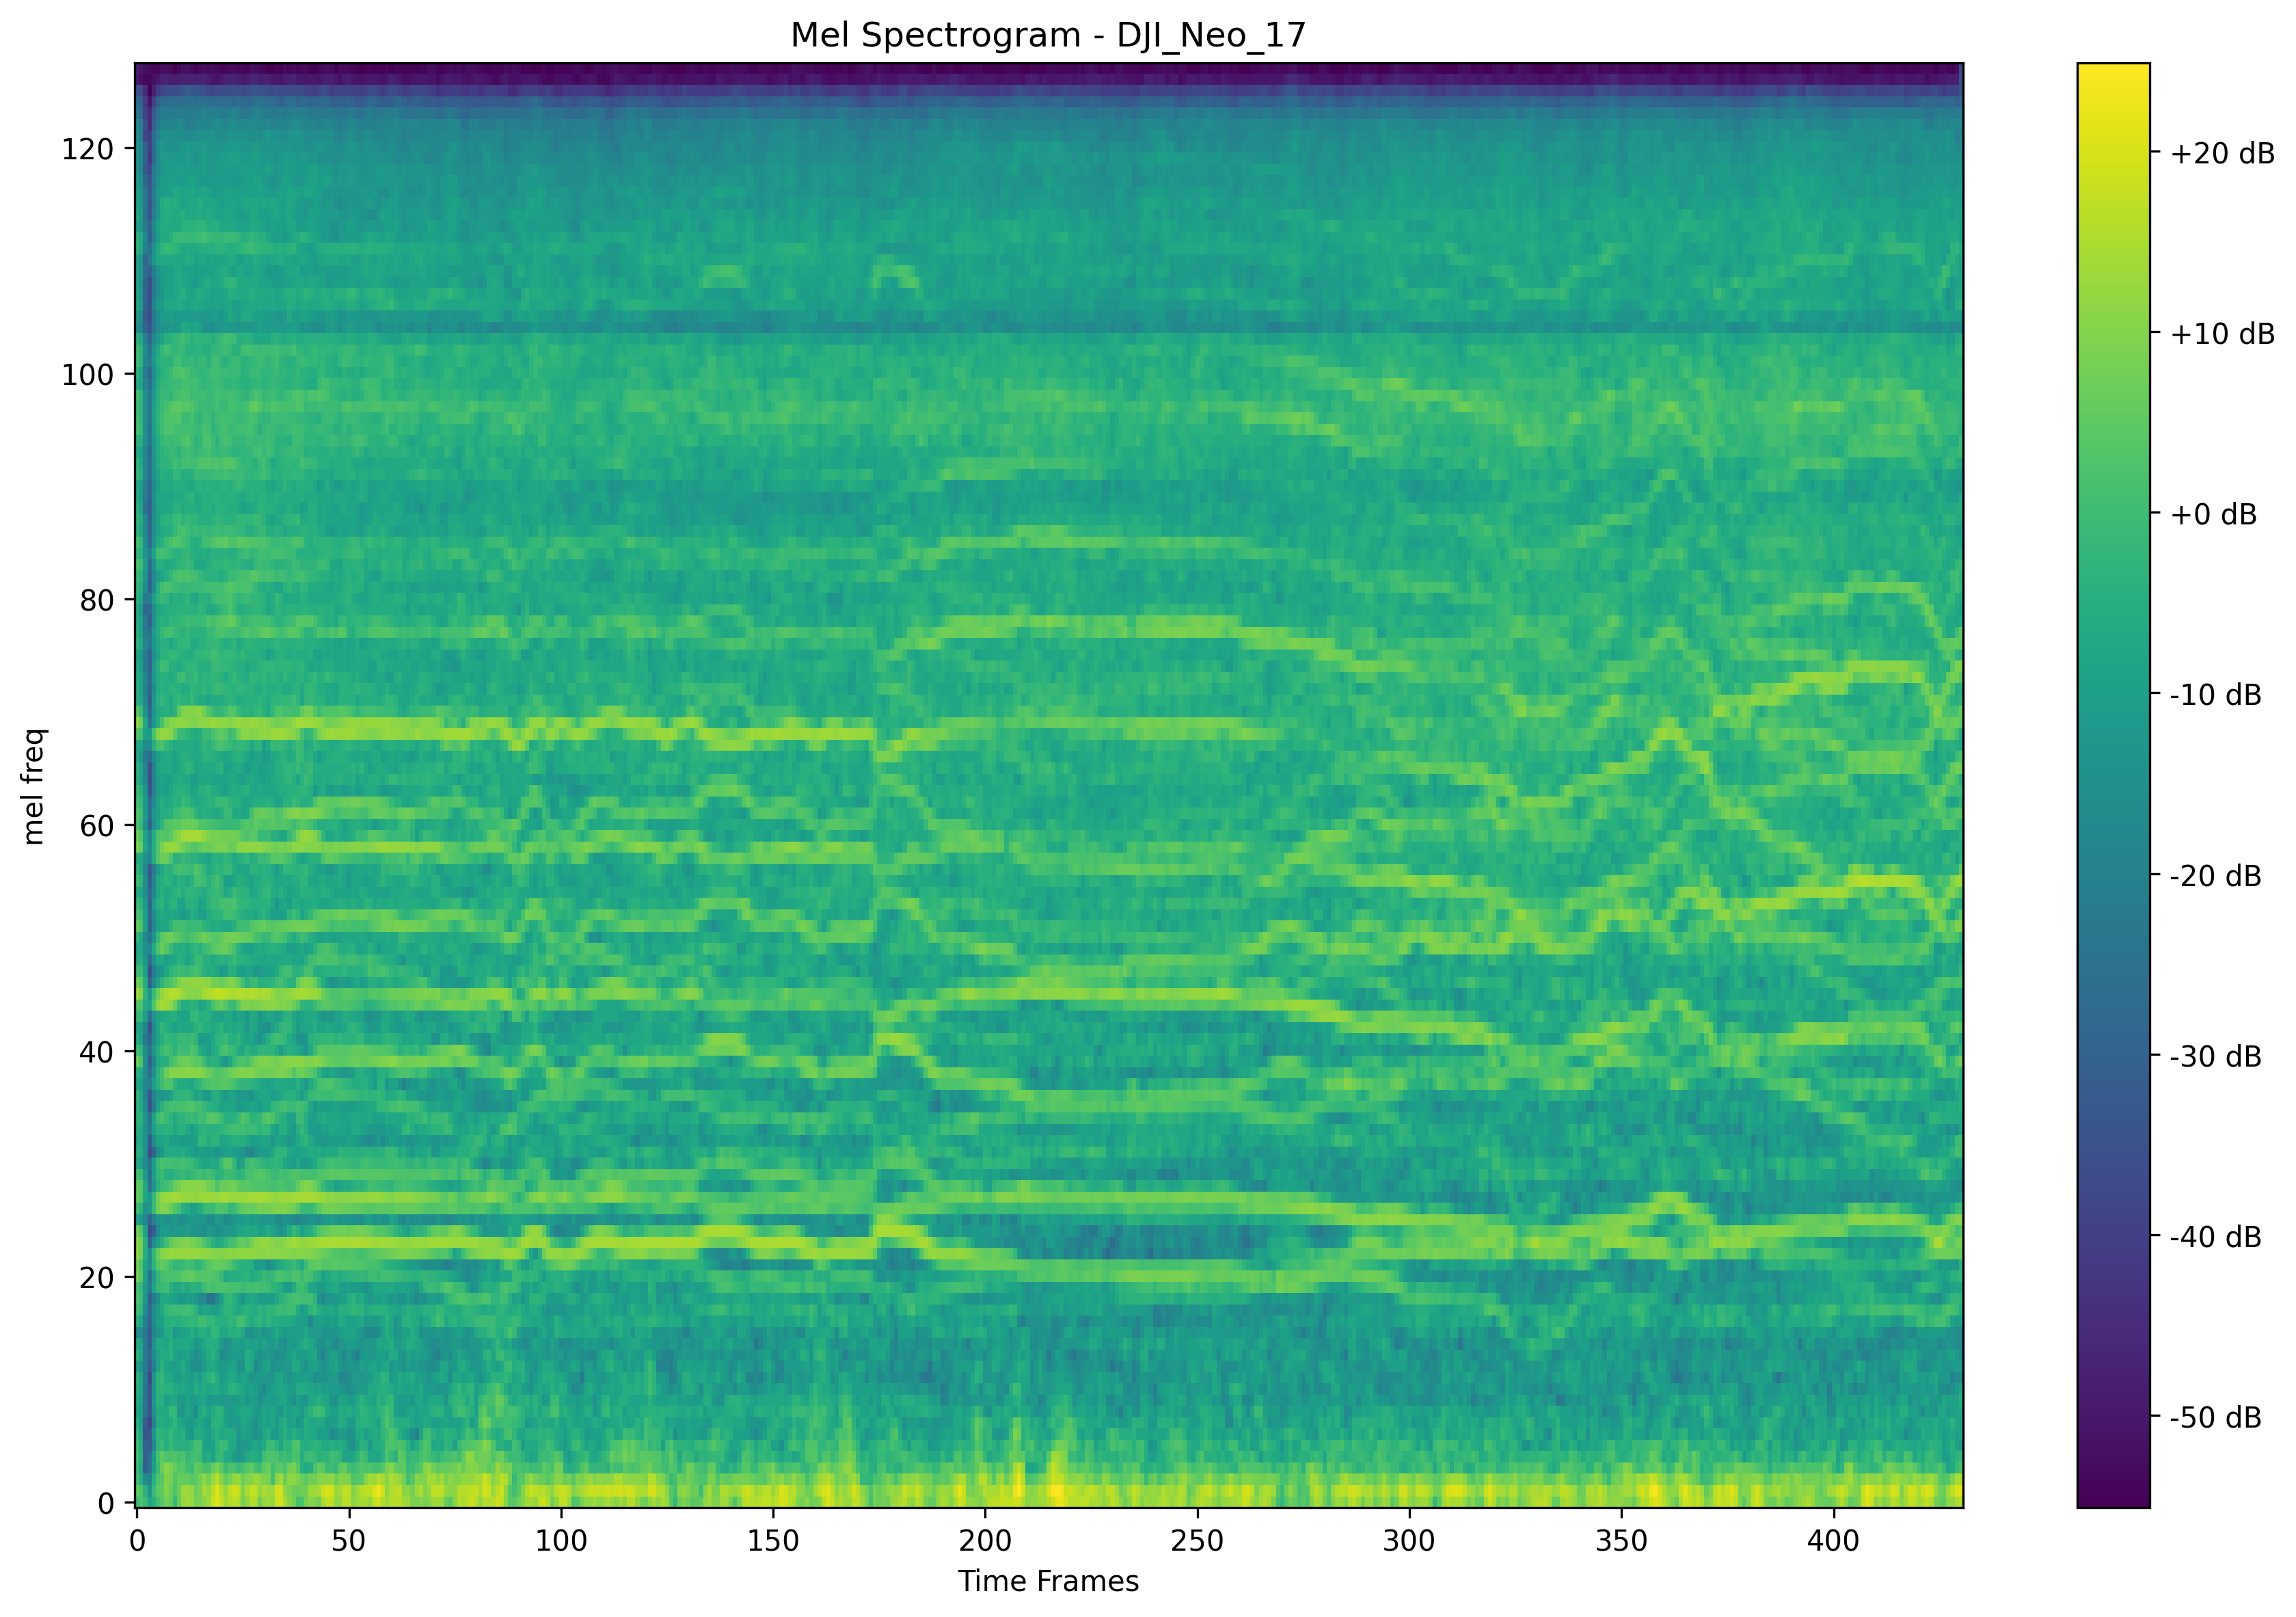 Mel Spectrogram - DJI_Neo_17
mel freq
120
100
80
60
40
20
0
0 50 100 150 200 250 300 350 400
Time Frames
+20 dB
+10 dB
+0 dB
-10 dB
-20 dB
-30 dB
-40 dB
-50 dB